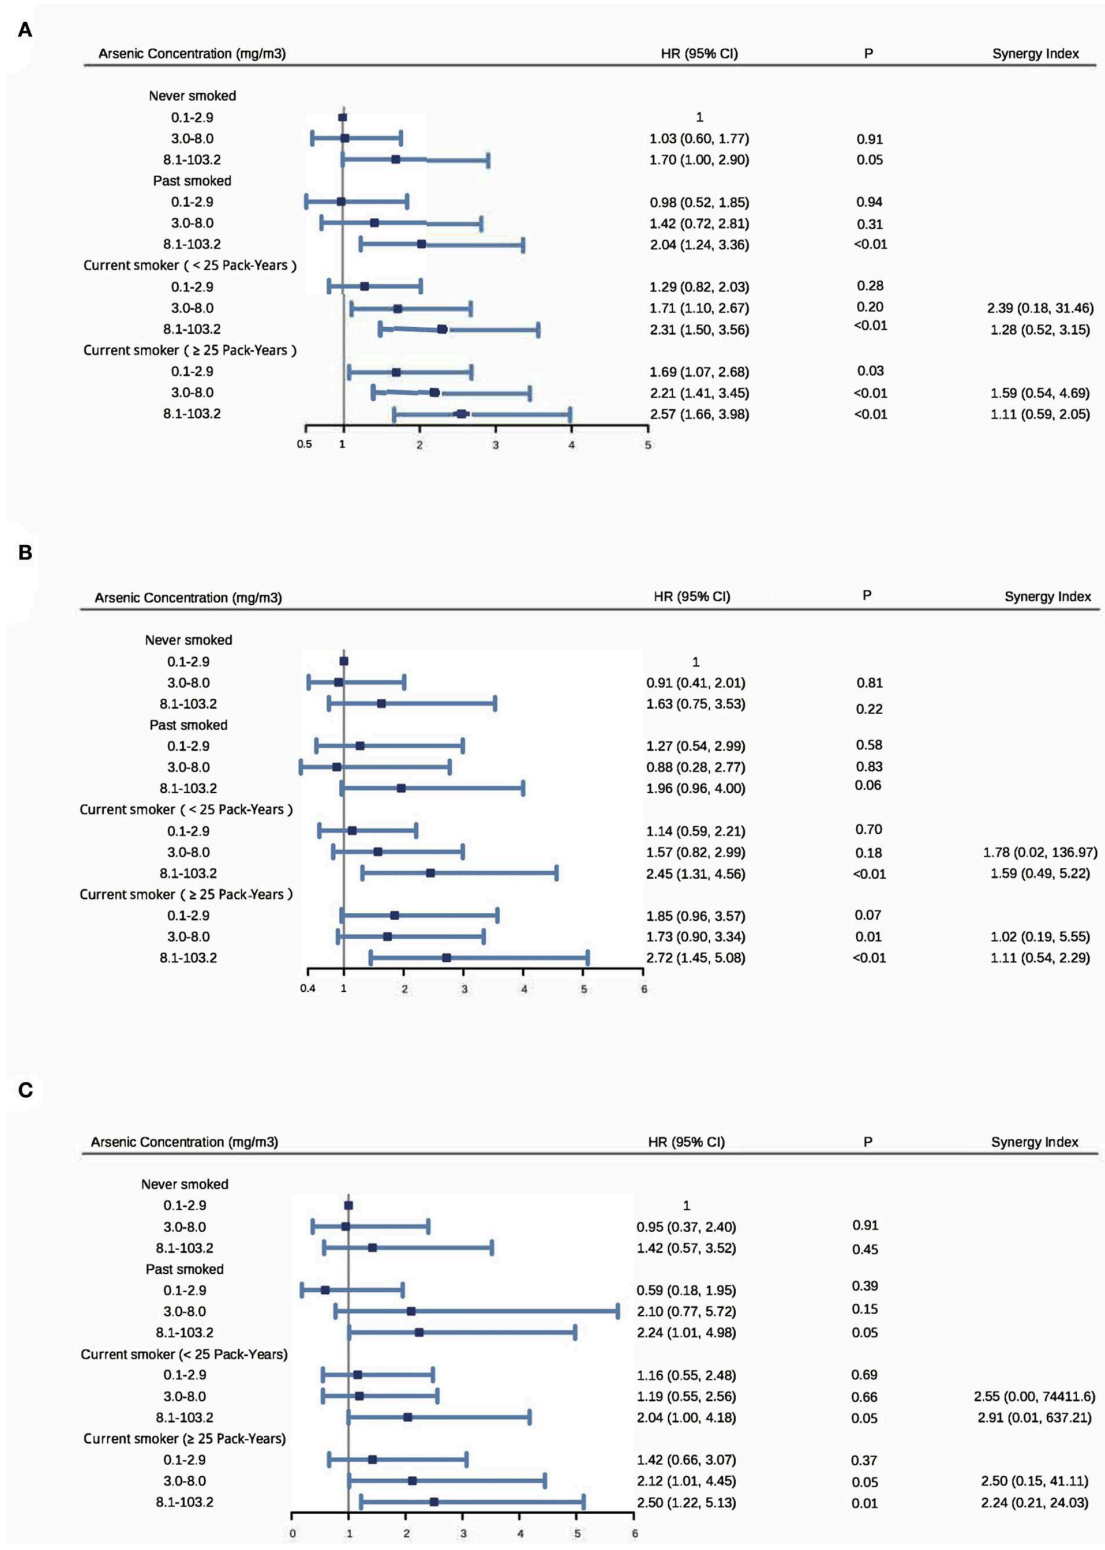 A
Arsenic Concentration (mg/m3) HR (95% CI) P Synergy Index
Never smoked
0.1-2.9 1
3.0-8.0 1.03 (0.60, 1.77) 0.91
8.1-103.2 1.70 (1.00, 2.90) 0.05
Past smoked
0.1-2.9 0.98 (0.52, 1.85) 0.94
3.0-8.0 1.42 (0.72, 2.81) 0.31
8.1-103.2 2.04 (1.24, 3.36) <0.01
Current smoker ( < 25 Pack-Years )
0.1-2.9 1.29 (0.82, 2.03) 0.28
3.0-8.0 1.71 (1.10, 2.67) 0.20 2.39 (0.18, 31.46)
8.1-103.2 2.31 (1.50, 3.56) <0.01 1.28 (0.52, 3.15)
Current smoker ( ≥ 25 Pack-Years )
0.1-2.9 1.69 (1.07, 2.68) 0.03
3.0-8.0 2.21 (1.41, 3.45) <0.01 1.59 (0.54, 4.69)
8.1-103.2 2.57 (1.66, 3.98) <0.01 1.11 (0.59, 2.05)
0.5 1 2 3 4 5
B
Arsenic Concentration (mg/m3) HR (95% CI) P Synergy Index
Never smoked
0.1-2.9 1
3.0-8.0 0.91 (0.41, 2.01) 0.81
8.1-103.2 1.63 (0.75, 3.53) 0.22
Past smoked
0.1-2.9 1.27 (0.54, 2.99) 0.58
3.0-8.0 0.88 (0.28, 2.77) 0.83
8.1-103.2 1.96 (0.96, 4.00) 0.06
Current smoker ( < 25 Pack-Years )
0.1-2.9 1.14 (0.59, 2.21) 0.70
3.0-8.0 1.57 (0.82, 2.99) 0.18 1.78 (0.02, 136.97)
8.1-103.2 2.45 (1.31, 4.56) <0.01 1.59 (0.49, 5.22)
Current smoker ( ≥ 25 Pack-Years )
0.1-2.9 1.85 (0.96, 3.57) 0.07
3.0-8.0 1.73 (0.90, 3.34) 0.01 1.02 (0.19, 5.55)
8.1-103.2 2.72 (1.45, 5.08) <0.01 1.11 (0.54, 2.29)
0.4 1 2 3 4 5 6
C
Arsenic Concentration (mg/m3) HR (95% CI) P Synergy Index
Never smoked
0.1-2.9 1
3.0-8.0 0.95 (0.37, 2.40) 0.91
8.1-103.2 1.42 (0.57, 3.52) 0.45
Past smoked
0.1-2.9 0.59 (0.18, 1.95) 0.39
3.0-8.0 2.10 (0.77, 5.72) 0.15
8.1-103.2 2.24 (1.01, 4.98) 0.05
Current smoker (< 25 Pack-Years)
0.1-2.9 1.16 (0.55, 2.48) 0.69
3.0-8.0 1.19 (0.55, 2.56) 0.66 2.55 (0.00, 74411.6)
8.1-103.2 2.04 (1.00, 4.18) 0.05 2.91 (0.01, 637.21)
Current smoker (≥ 25 Pack-Years)
0.1-2.9 1.42 (0.66, 3.07) 0.37
3.0-8.0 2.12 (1.01, 4.45) 0.05 2.50 (0.15, 41.11)
8.1-103.2 2.50 (1.22, 5.13) 0.01 2.24 (0.21, 24.03)
0 1 2 3 4 5 6